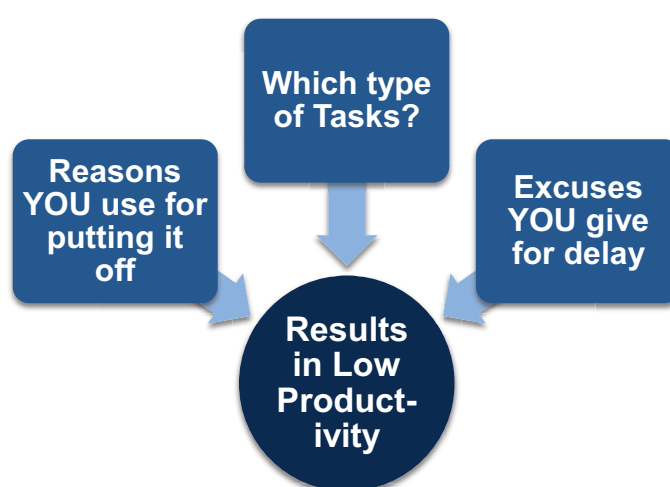 Which type
of Tasks?
Reasons
YOU use for
putting it
off
Excuses
YOU give
for delay
Results
in Low
Product-
ivity